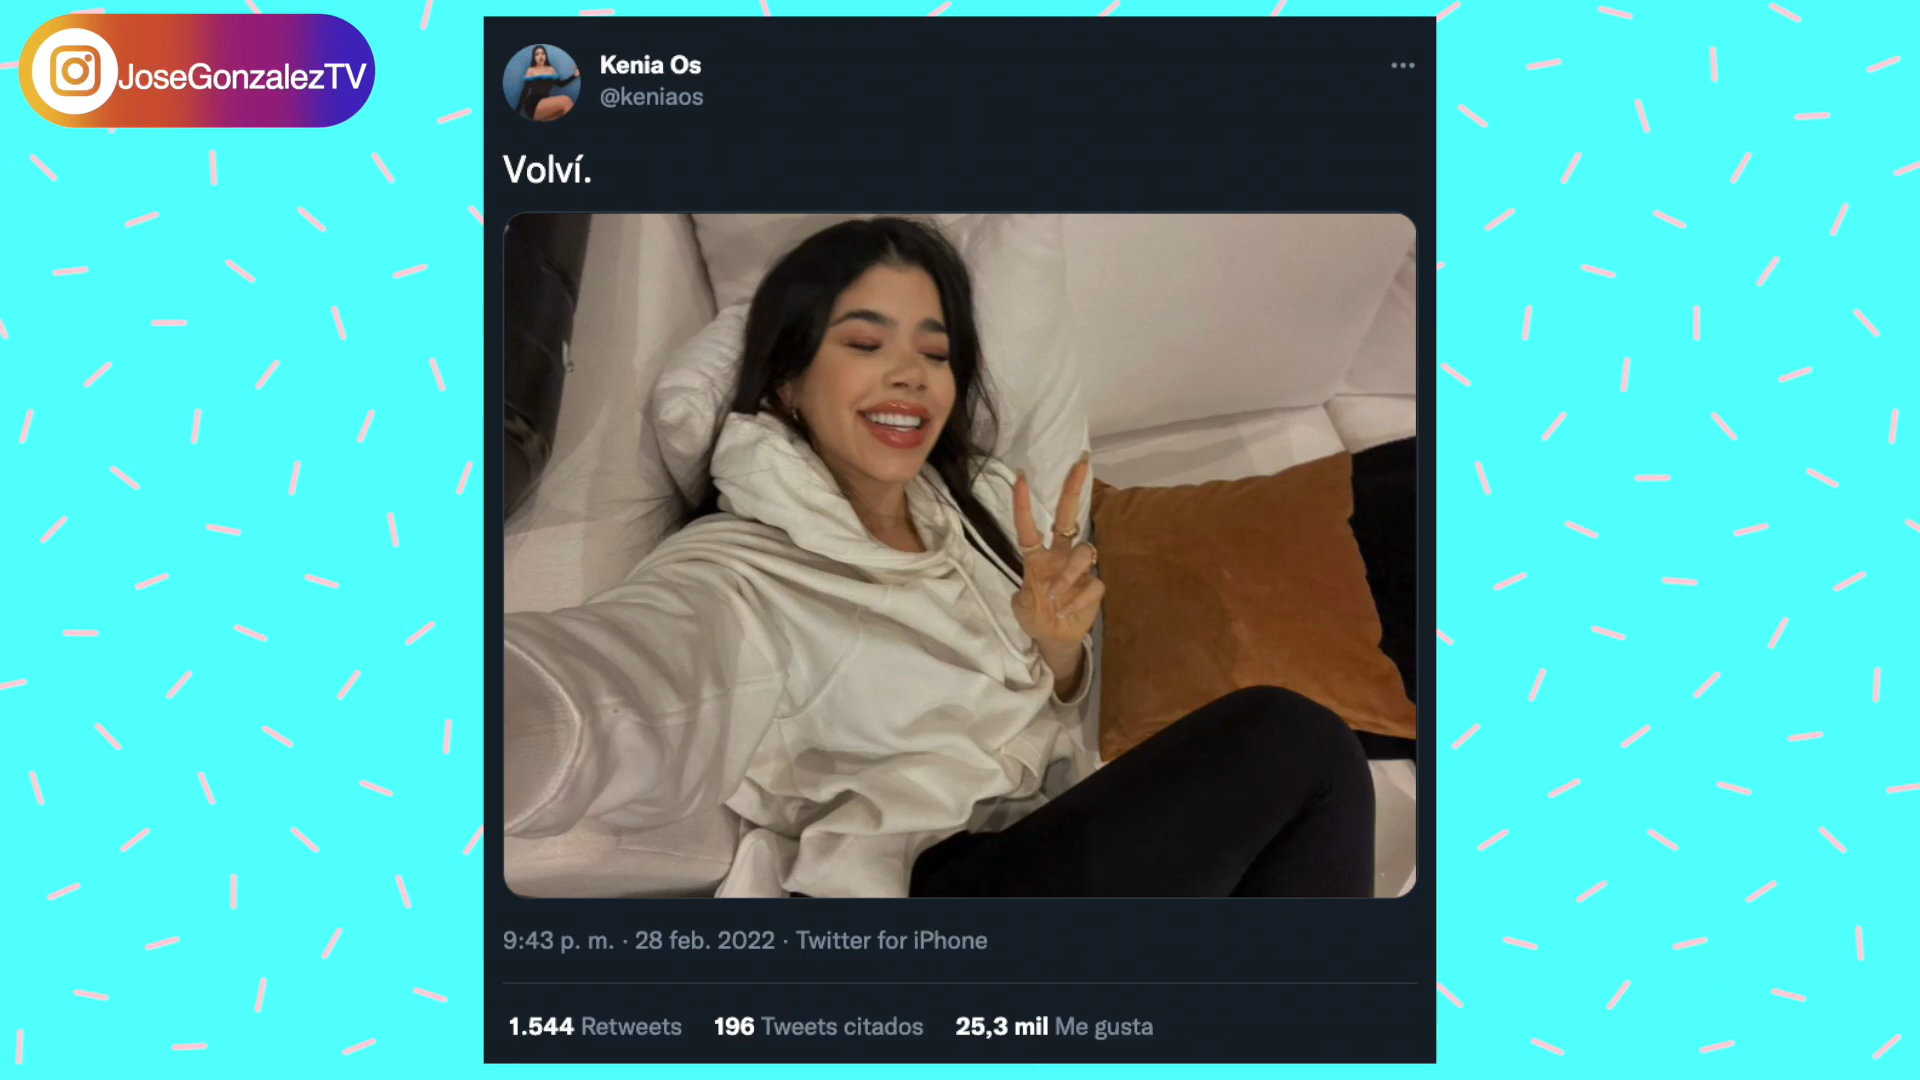 JoseGonzalezTV
Kenia Os
@keniaos
Volví.
9:43 p. m. · 28 feb. 2022 · Twitter for iPhone
1.544 Retweets 196 Tweets citados 25,3 mil Me gusta